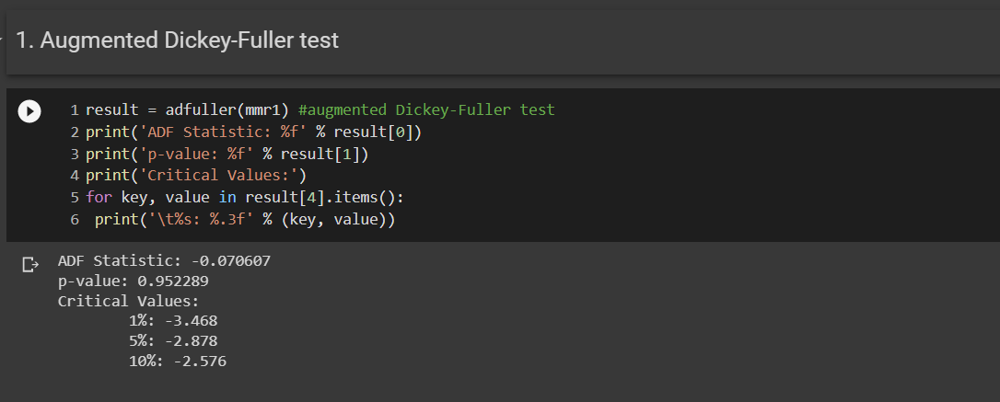 1. Augmented Dickey-Fuller test
1 result = adfuller(mmr1) #augmented Dickey-Fuller test
2 print('ADF Statistic: %f' % result[0])
3 print('p-value: %f' % result[1])
4 print('Critical Values:')
5 for key, value in result[4].items():
6  print('\t%s: %.3f' % (key, value))
ADF Statistic: -0.070607
p-value: 0.952289
Critical Values:
        1%: -3.468
        5%: -2.878
        10%: -2.576